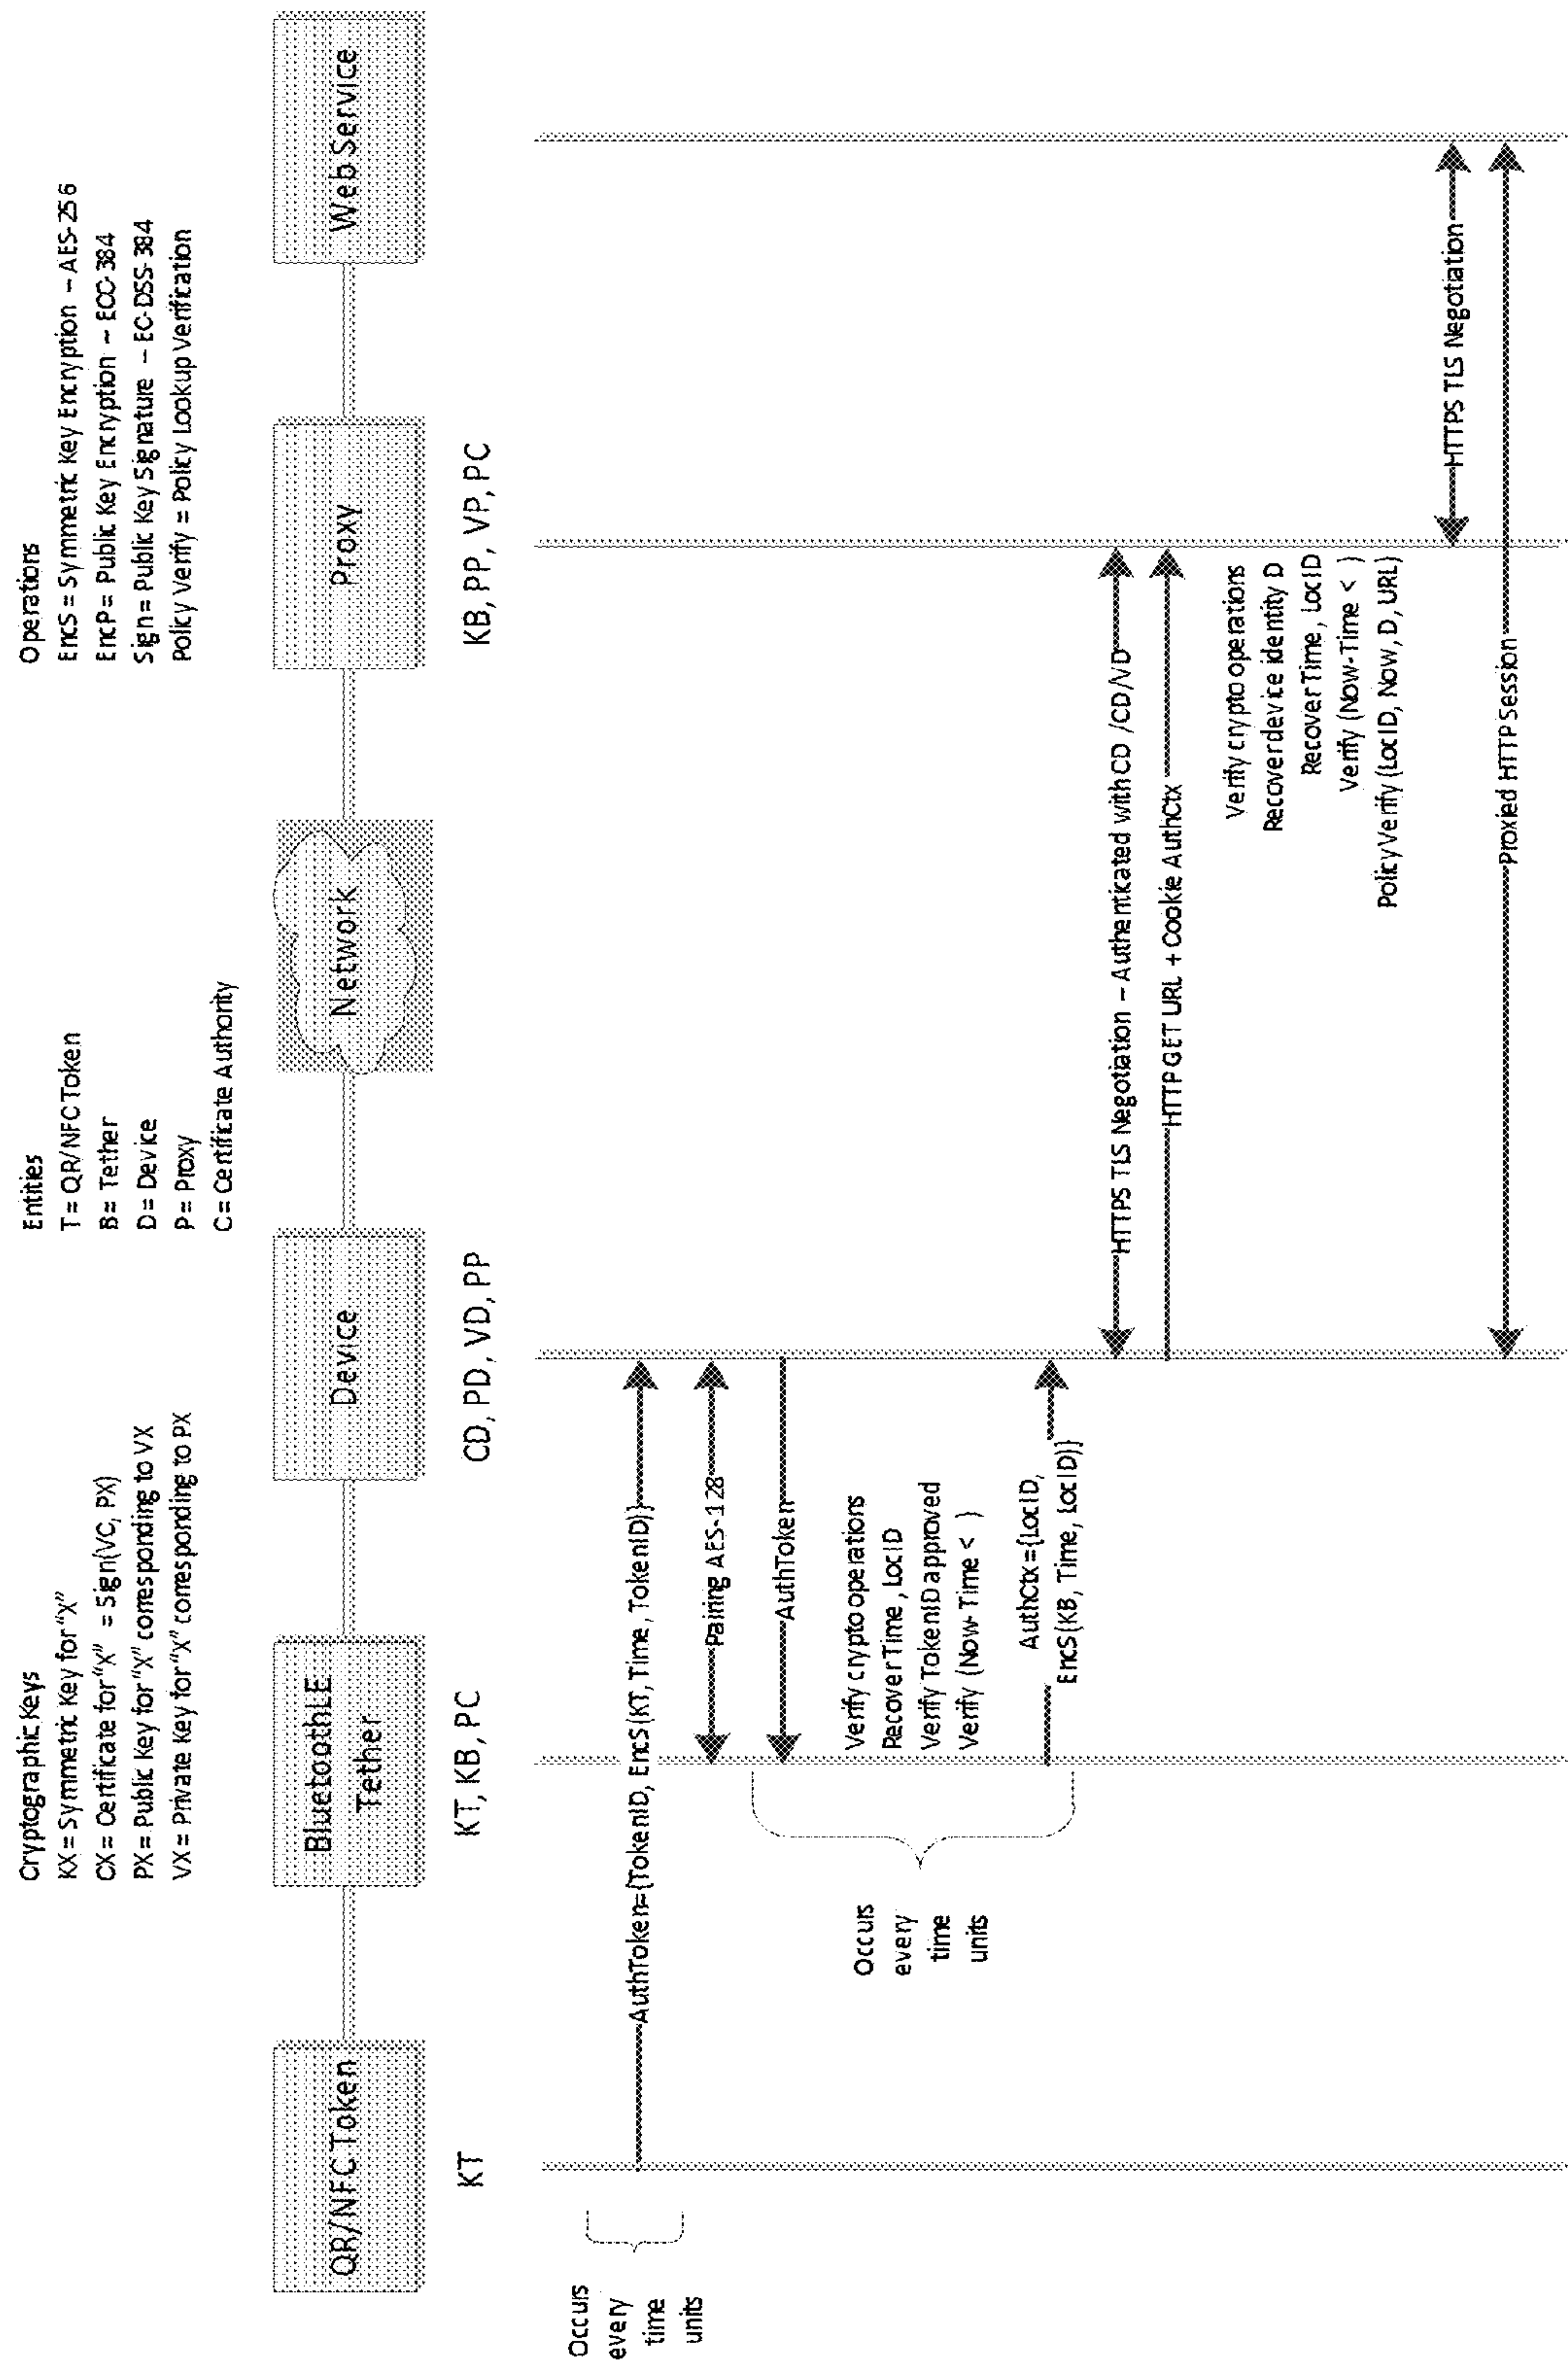 Cryptographic Keys
KX = Symmetric Key for "X"
CX = Certificate for "X" = Sign(VC, PX)
PX = Public Key for "X" corresponding to VX
VX = Private Key for "X" corresponding to PX
Entities
T = QR/NFC Token
B = Tether
D = Device
P = Proxy
C = Certificate Authority
Operations
EncS = Symmetric Key Encryption – AES-256
EncP = Public Key Encryption – ECC-384
Sign = Public Key Signature – EC-DSS-384
Policy Verify = Policy Lookup Verification
QR/NFC Token
BluetoothLE
Tether
Device
Network
Proxy
Web Service
KT
KT, KB, PC
CD, PD, VD, PP
KB, PP, VP, PC
Occurs
every
time
units
AuthToken={TokenID, EncS(KT, Time, TokenID)}
Pairing AES-128
AuthToken
Occurs
every
time
units
Verify crypto operations
Recover Time, LocID
Verify TokenID approved
Verify (Now-Time < )
AuthCtx={LocID,
EncS(KB, Time, LocID)}
HTTPS TLS Negotiation – Authenticated with CD /CD/VD
HTTP GET URL + Cookie AuthCtx
Verify crypto operations
Recover device identity D
Recover Time, LocID
Verify (Now-Time < )
PolicyVerify (LocID, Now, D, URL)
HTTPS TLS Negotiation
Proxied HTTP Session